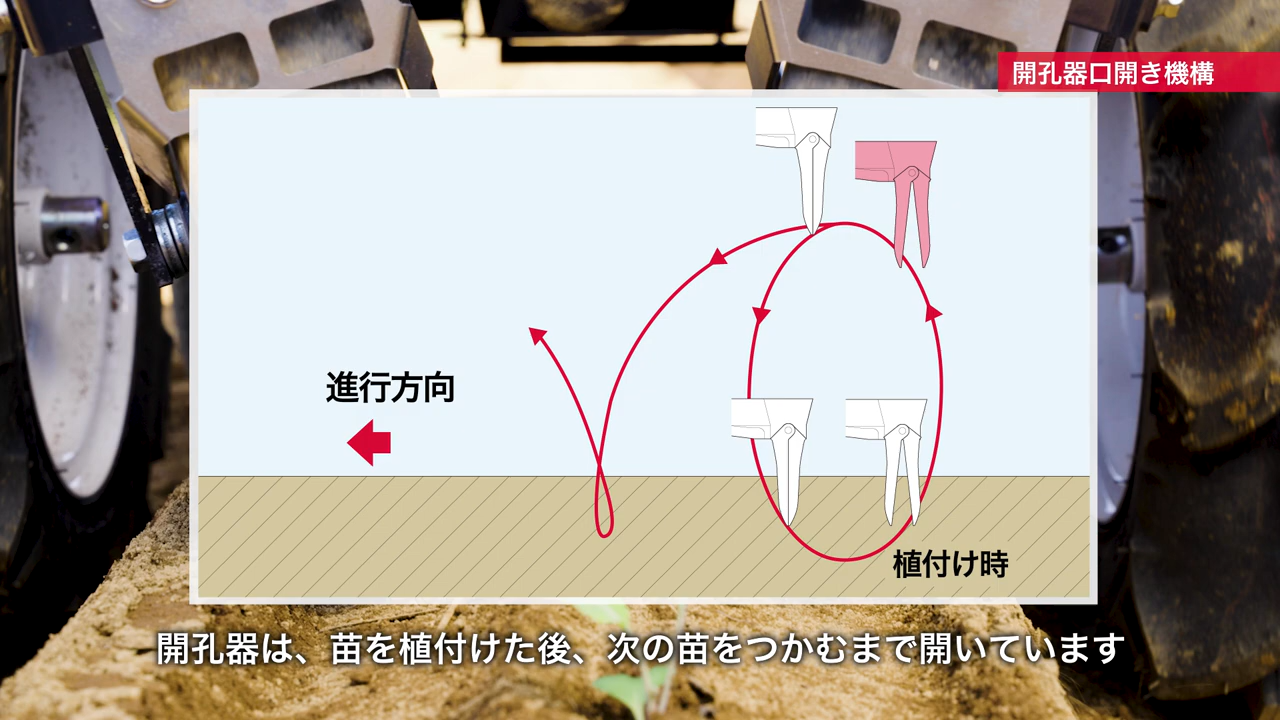 開孔器口開き機構
進行方向
植付け時
開孔器は、苗を植付けた後、次の苗をつかむまで開いています